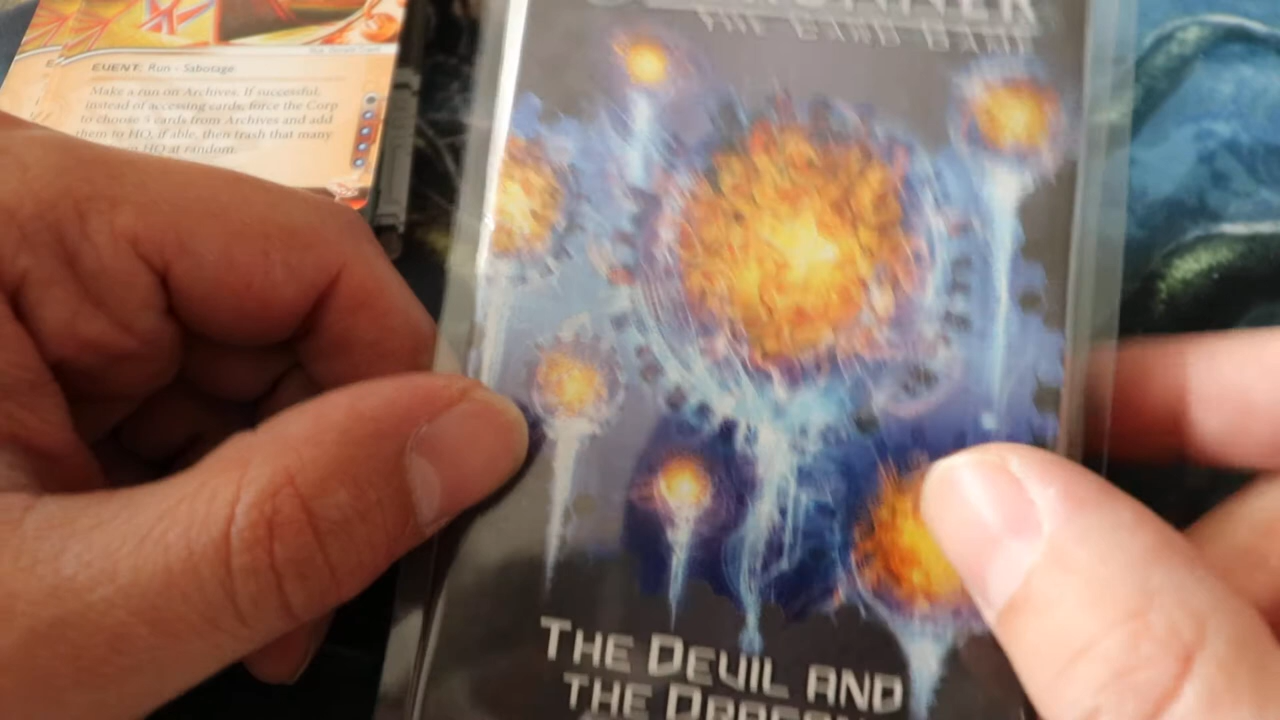 EVENT: Run - Sabotage
Make a run on Archives. If successful,
instead of accessing cards, force the Corp
to choose 5 cards from Archives and add
them to HQ, if able, then trash that many
HQ at random.
THE CARD GAME
THE DEVIL AND
THE DRAGON